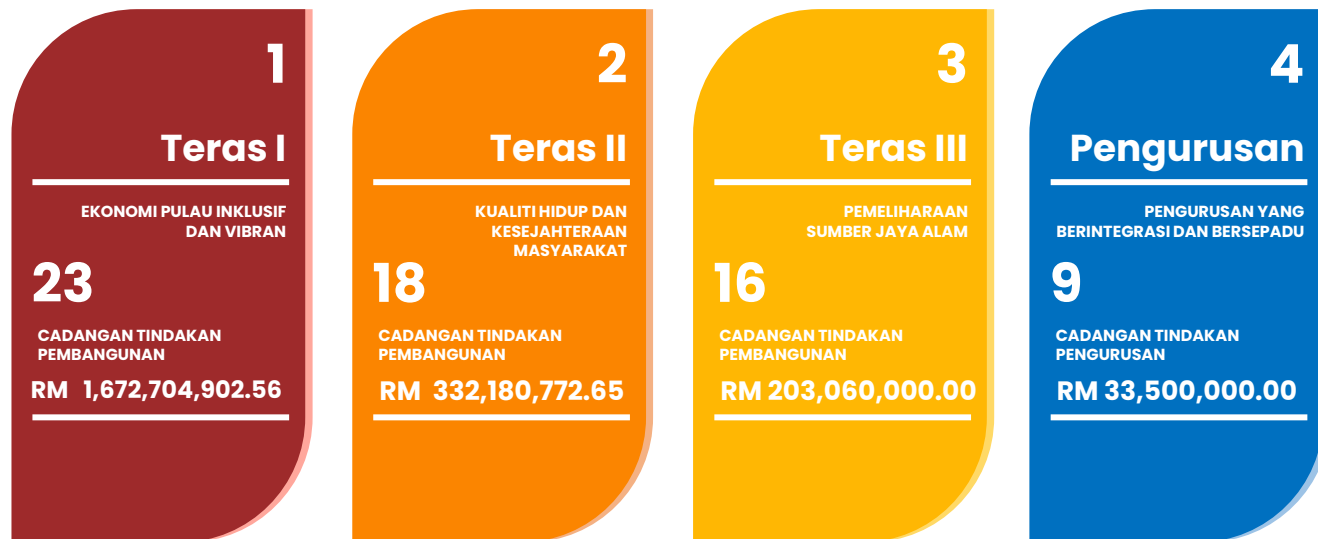 1
Teras I
EKONOMI PULAU INKLUSIF
DAN VIBRAN
23
CADANGAN TINDAKAN
PEMBANGUNAN
RM 1,672,704,902.56
2
Teras II
KUALITI HIDUP DAN
KESEJAHTERAAN
MASYARAKAT
18
CADANGAN TINDAKAN
PEMBANGUNAN
RM 332,180,772.65
3
Teras III
PEMELIHARAAN
SUMBER JAYA ALAM
16
CADANGAN TINDAKAN
PEMBANGUNAN
RM 203,060,000.00
4
Pengurusan
PENGURUSAN YANG
BERINTEGRASI DAN BERSEPADU
9
CADANGAN TINDAKAN
PENGURUSAN
RM 33,500,000.00